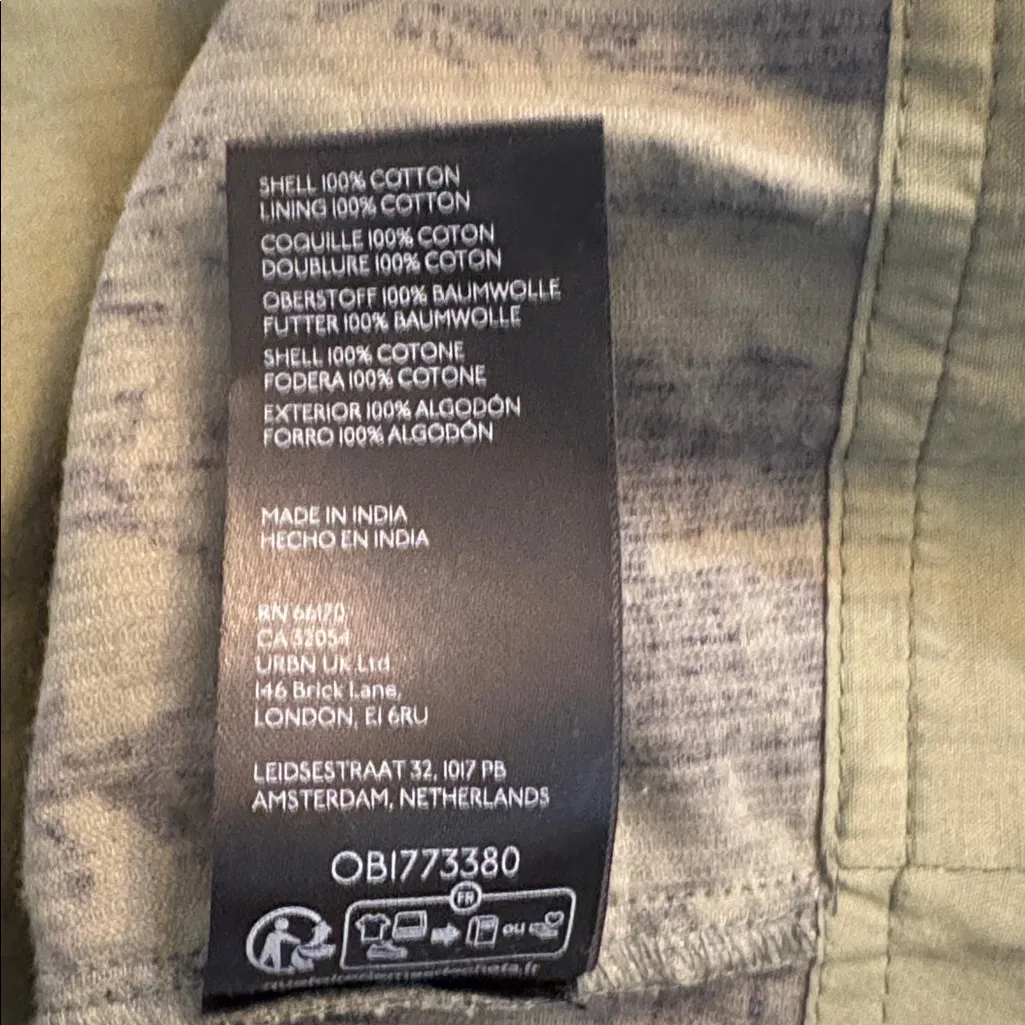 SHELL 100% COTTON
LINING 100% COTTON
COQUILLE 100% COTON
DOUBLURE 100% COTON
OBERSTOFF 100% BAUMWOLLE
FUTTER 100% BAUMWOLLE
SHELL 100% COTONE
FODERA 100% COTONE
EXTERIOR 100% ALGODÓN
FORRO 100% ALGODÓN
MADE IN INDIA
HECHO EN INDIA
RN 66170
CA 32054
URBN UK Ltd
146 Brick Lane,
LONDON, E1 6RU
LEIDSESTRAAT 32, 1017 PB
AMSTERDAM, NETHERLANDS
OB1773380
FR
ou